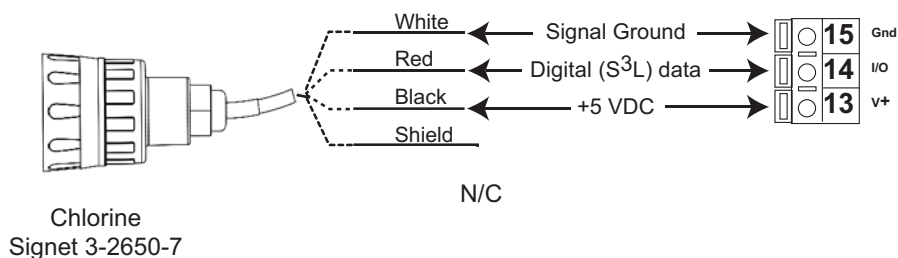 White Signal Ground 15 Gnd
Red Digital (S³L) data 14 I/O
Black +5 VDC 13 V+
Shield
N/C
Chlorine
Signet 3-2650-7